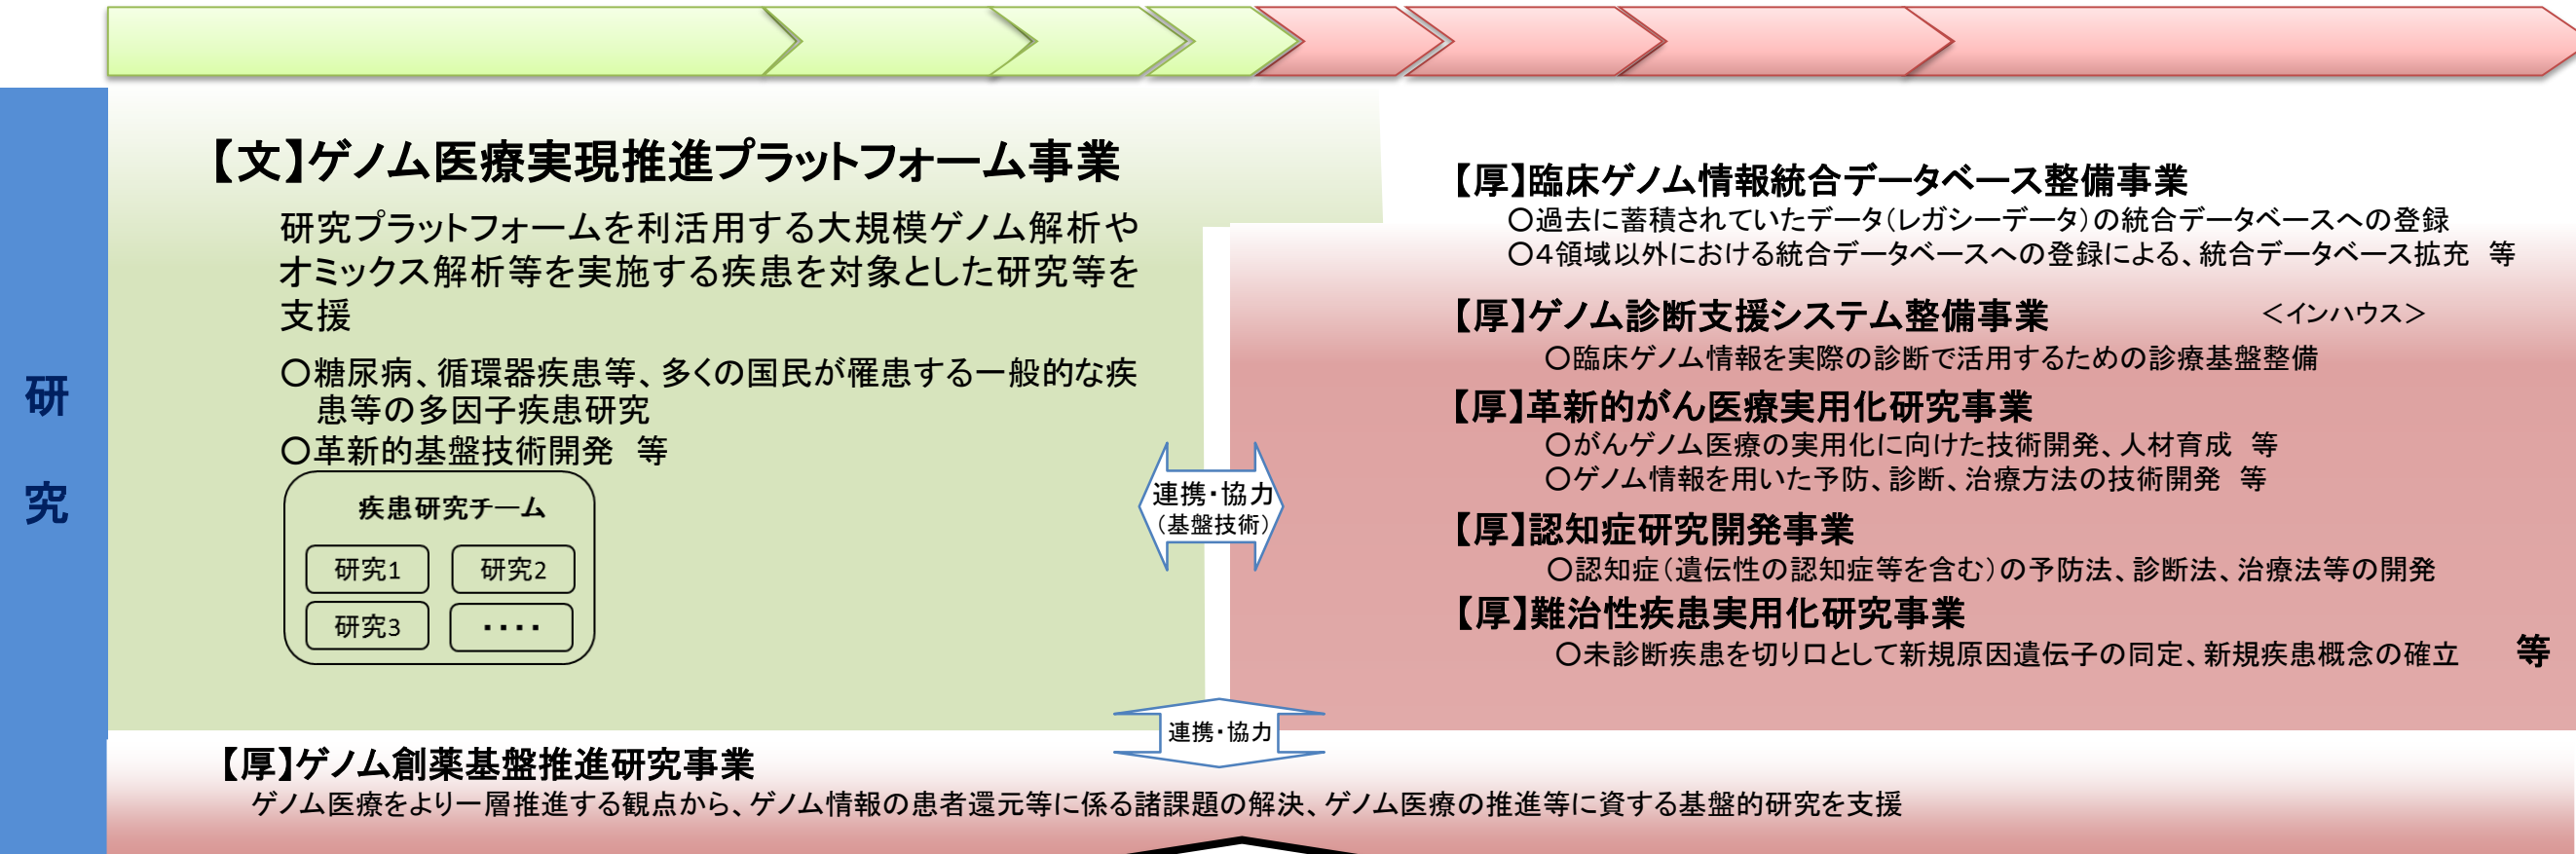 研
究
【文】ゲノム医療実現推進プラットフォーム事業
研究プラットフォームを利活用する大規模ゲノム解析や
オミックス解析等を実施する疾患を対象とした研究等を
支援
○糖尿病、循環器疾患等、多くの国民が罹患する一般的な疾
患等の多因子疾患研究
○革新的基盤技術開発　等
疾患研究チーム
研究1
研究2
研究3
・・・・
連携・協力
（基盤技術）
【厚】臨床ゲノム情報統合データベース整備事業
○過去に蓄積されていたデータ（レガシーデータ）の統合データベースへの登録
○4領域以外における統合データベースへの登録による、統合データベース拡充　等
【厚】ゲノム診断支援システム整備事業
＜インハウス＞
○臨床ゲノム情報を実際の診断で活用するための診療基盤整備
【厚】革新的がん医療実用化研究事業
○がんゲノム医療の実用化に向けた技術開発、人材育成　等
○ゲノム情報を用いた予防、診断、治療方法の技術開発　等
【厚】認知症研究開発事業
○認知症（遺伝性の認知症等を含む）の予防法、診断法、治療法等の開発
【厚】難治性疾患実用化研究事業
○未診断疾患を切り口として新規原因遺伝子の同定、新規疾患概念の確立　等
連携・協力
【厚】ゲノム創薬基盤推進研究事業
ゲノム医療をより一層推進する観点から、ゲノム情報の患者還元等に係る諸課題の解決、ゲノム医療の推進等に資する基盤的研究を支援